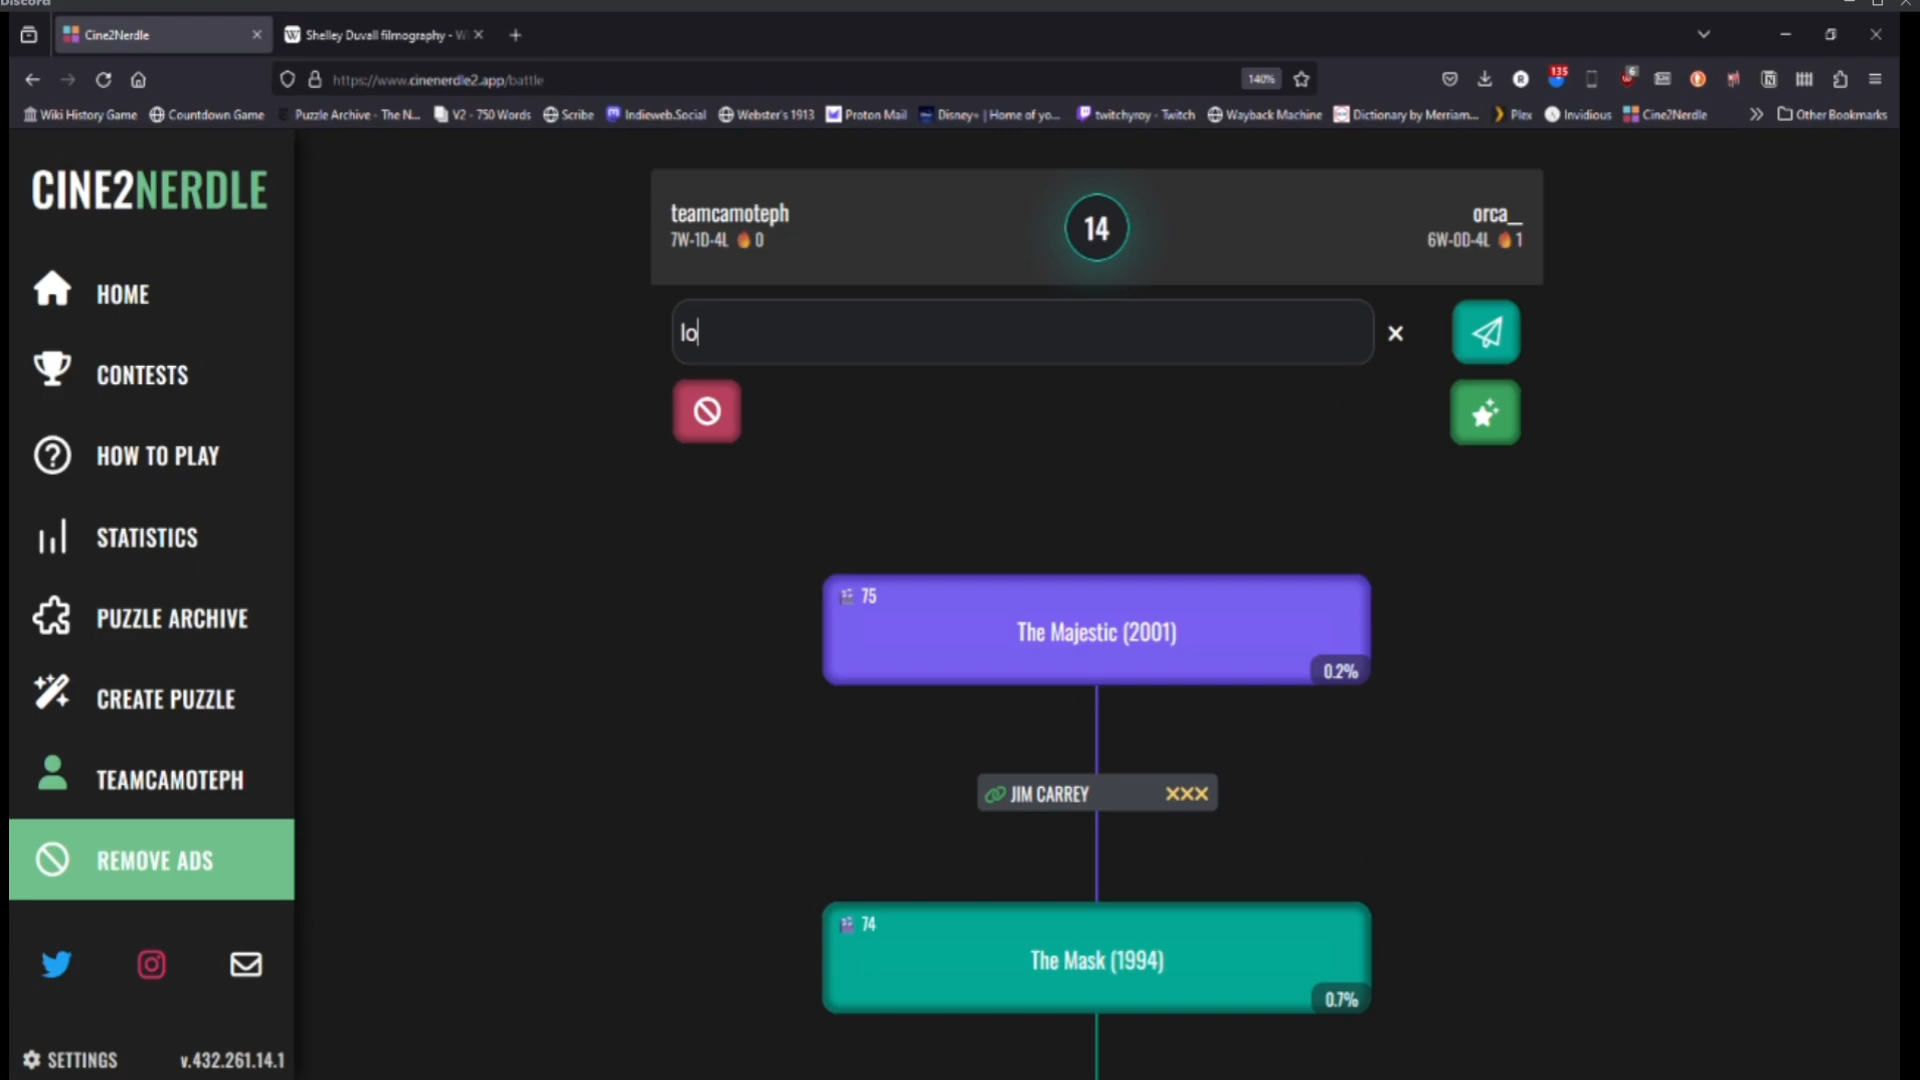 Discord
Cine2Nerdle
Shelley Duvall filmography - W
https://www.cinenerdle2.app/battle
140%
135
6
Wiki History Game
Countdown Game
Puzzle Archive - The N...
V2 - 750 Words
Scribe
Indieweb.Social
Webster's 1913
Proton Mail
Disney+ | Home of yo...
twitchyroy - Twitch
Wayback Machine
Dictionary by Merriam...
Plex
Invidious
Cine2Nerdle
Other Bookmarks
CINE2NERDLE
HOME
CONTESTS
HOW TO PLAY
STATISTICS
PUZZLE ARCHIVE
CREATE PUZZLE
TEAMCAMOTEPH
REMOVE ADS
SETTINGS
v.432.261.14.1
teamcamoteph
7W-1D-4L 🔥 0
14
orca__
6W-0D-4L 🔥 1
lo
75
The Majestic (2001)
0.2%
JIM CARREY
XXX
74
The Mask (1994)
0.7%